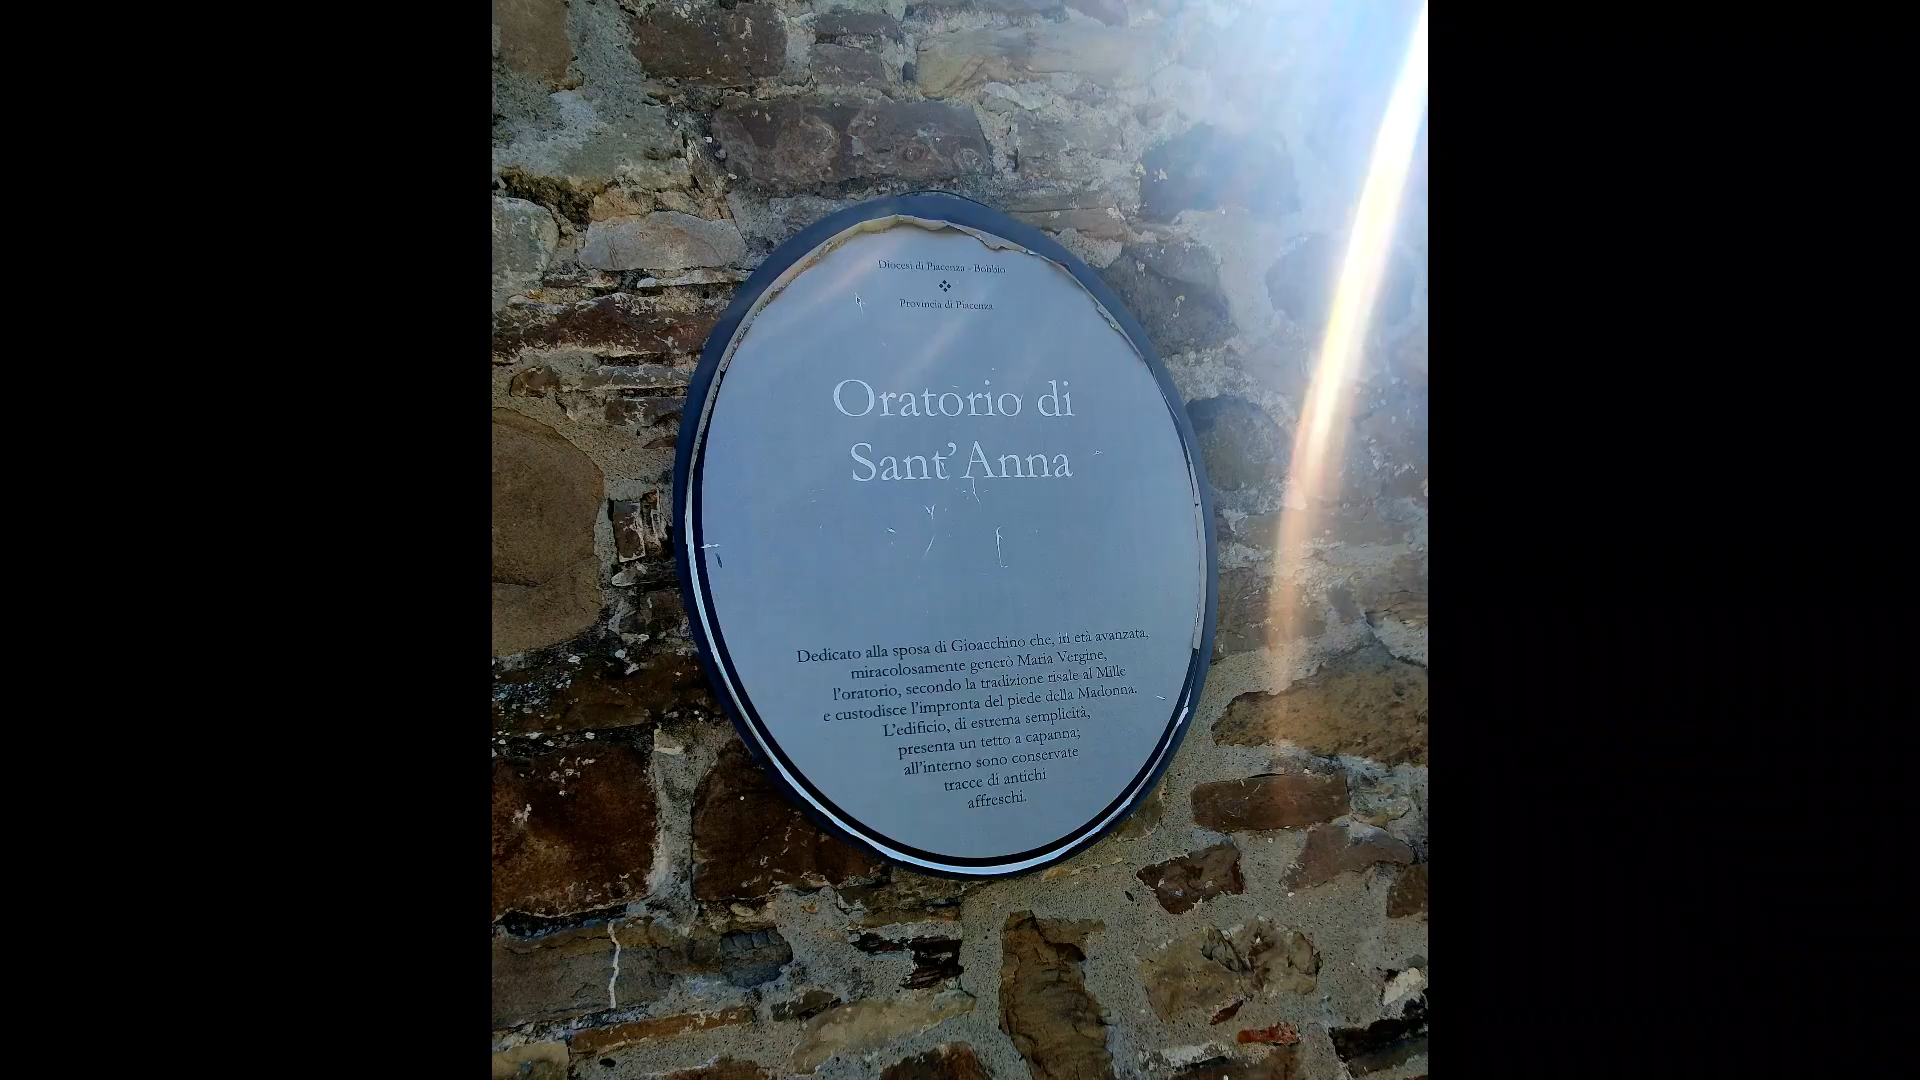 Diocesi di Piacenza - Bobbio
Provincia di Piacenza
Oratorio di
Sant'Anna
Dedicato alla sposa di Gioacchino che, in età avanzata,
miracolosamente generò Maria Vergine,
l'oratorio, secondo la tradizione risale al Mille
e custodisce l'impronta del piede della Madonna.
L'edificio, di estrema semplicità,
presenta un tetto a capanna;
all'interno sono conservate
tracce di antichi
affreschi.